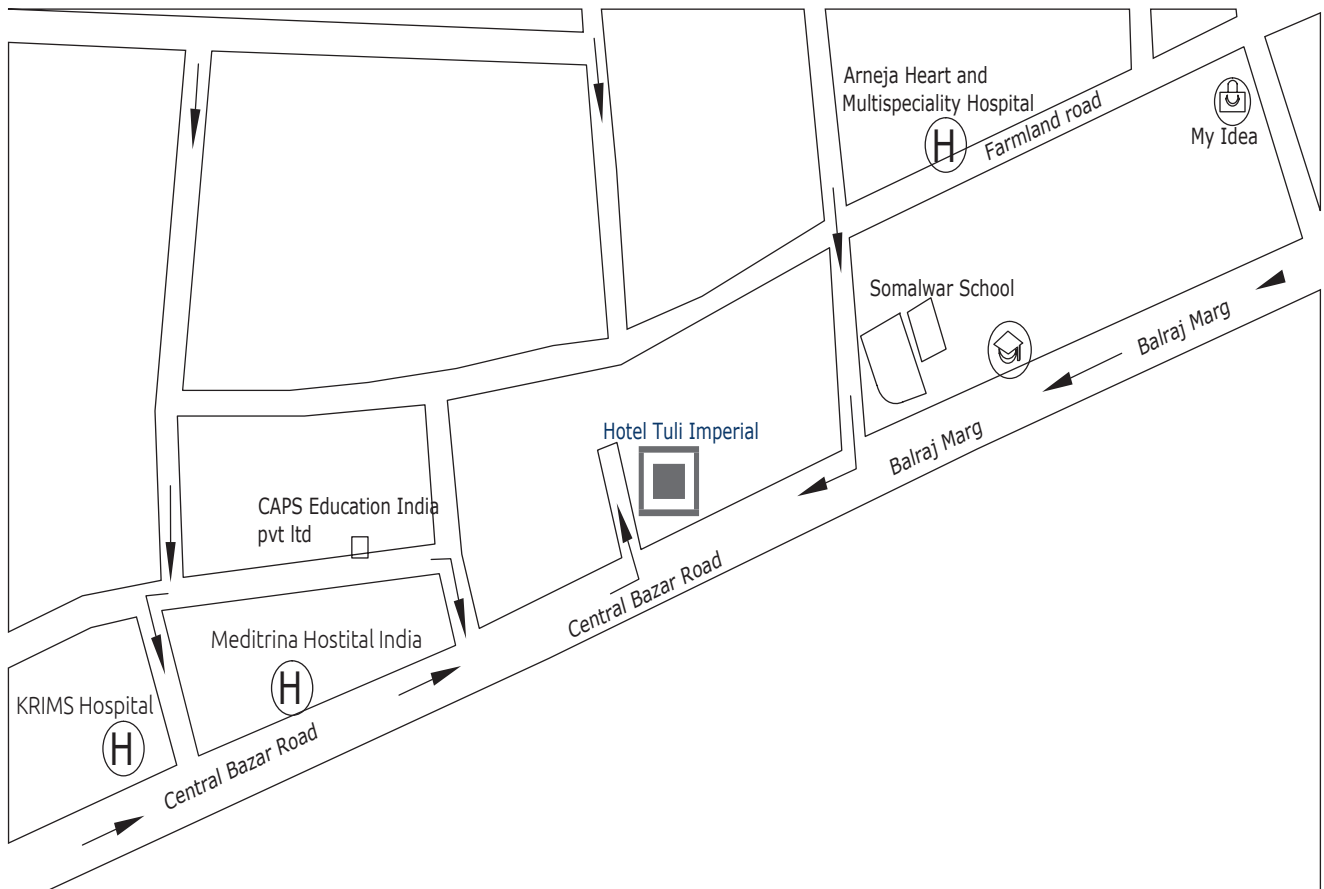 Arneja Heart and
Multispeciality Hospital
H
Farmland road
My Idea
Somalwar School
Balraj Marg
Balraj Marg
Hotel Tuli Imperial
CAPS Education India
pvt ltd
Central Bazar Road
Meditrina Hostital India
H
KRIMS Hospital
H
Central Bazar Road